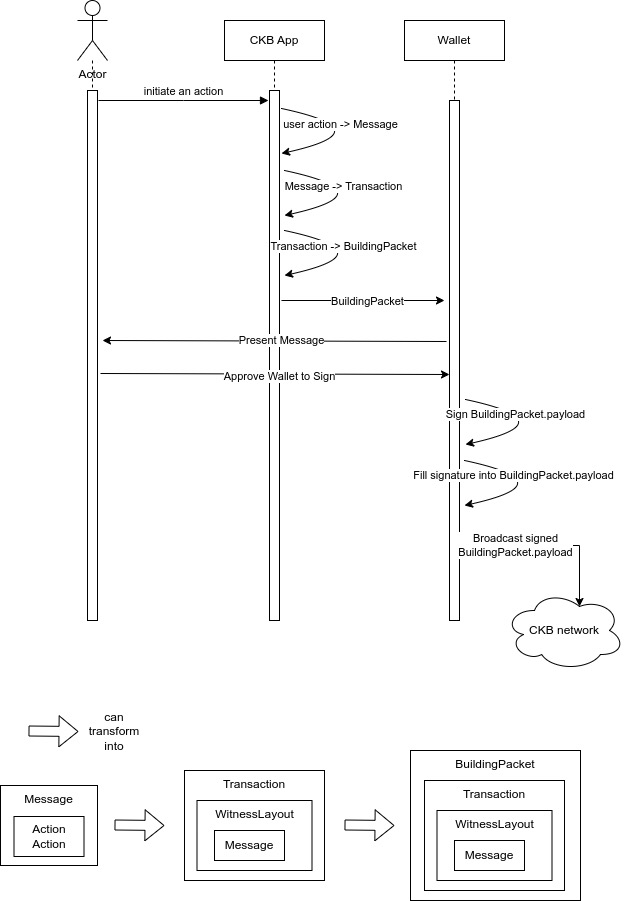 Actor
CKB App
Wallet
initiate an action
user action -> Message
Message -> Transaction
Transaction -> BuildingPacket
BuildingPacket
Present Message
Approve Wallet to Sign
Sign BuildingPacket.payload
Fill signature into BuildingPacket.payload
Broadcast signed
BuildingPacket.payload
CKB network
can
transform
into
Message
Action
Action
Transaction
WitnessLayout
Message
BuildingPacket
Transaction
WitnessLayout
Message